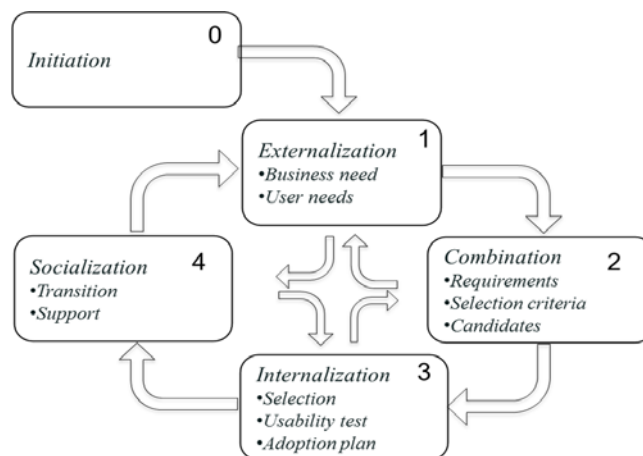 0
Initiation
1
Externalization
•Business need
•User needs
Socialization 4
•Transition
•Support
Combination 2
•Requirements
•Selection criteria
•Candidates
Internalization 3
•Selection
•Usability test
•Adoption plan